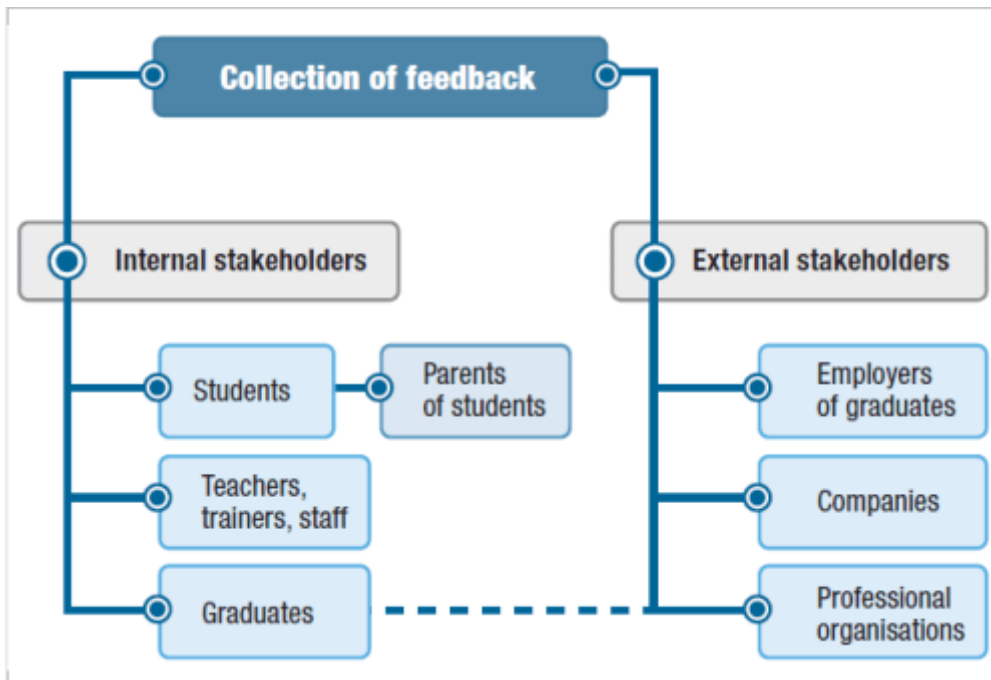 Collection of feedback
Internal stakeholders
External stakeholders
Students
Parents
of students
Employers
of graduates
Teachers,
trainers, staff
Companies
Graduates
Professional
organisations